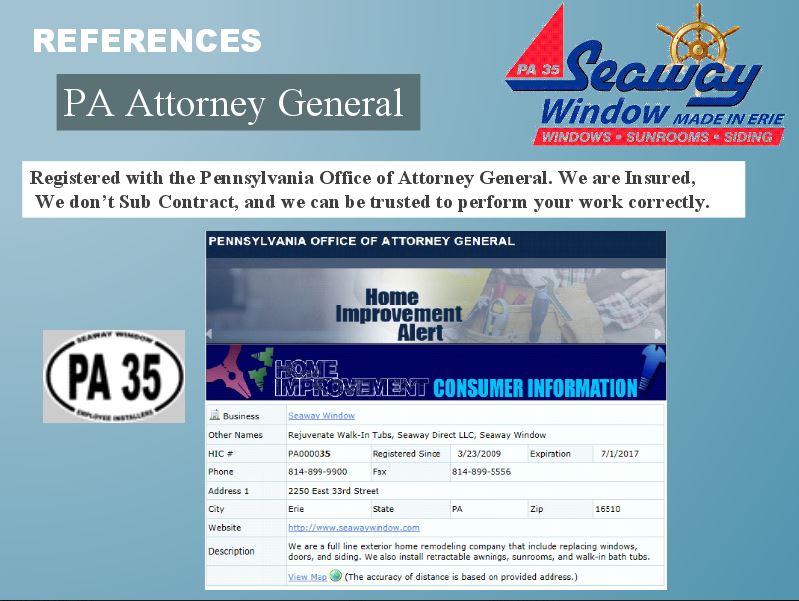 REFERENCES
PA 35
Seaway
Window MADE IN ERIE
WINDOWS • SUNROOMS • SIDING
PA Attorney General
Registered with the Pennsylvania Office of Attorney General. We are Insured,
We don't Sub Contract, and we can be trusted to perform your work correctly.
PENNSYLVANIA OFFICE OF ATTORNEY GENERAL
Home
Improvement
Alert
HOME
IMPROVEMENT CONSUMER INFORMATION
SEAWAY WINDOW
PA 35
EMPLOYEE INSTALLERS
Business Seaway Window
Other Names Rejuvenate Walk-In Tubs, Seaway Direct LLC, Seaway Window
HIC # PA000035 Registered Since 3/23/2009 Expiration 7/1/2017
Phone 814-899-9900 Fax 814-899-5556
Address 1 2250 East 33rd Street
City Erie State PA Zip 16510
Website http://www.seawaywindow.com
Description We are a full line exterior home remodeling company that include replacing windows,
doors, and siding. We also install retractable awnings, sunrooms, and walk-in bath tubs.
View Map (The accuracy of distance is based on provided address.)